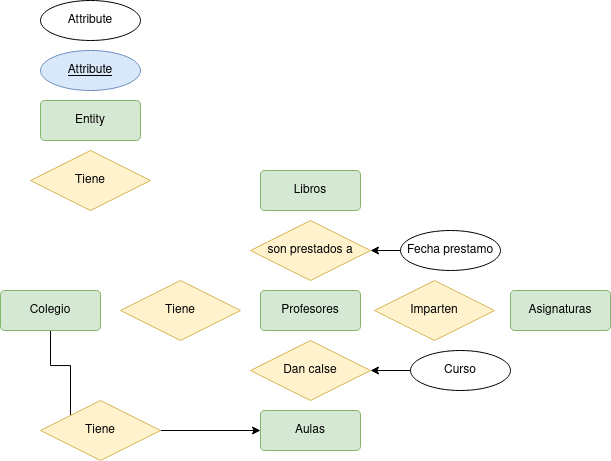 Attribute
Attribute
Entity
Tiene
Libros
son prestados a
Fecha prestamo
Colegio
Tiene
Profesores
Imparten
Asignaturas
Dan calse
Curso
Tiene
Aulas